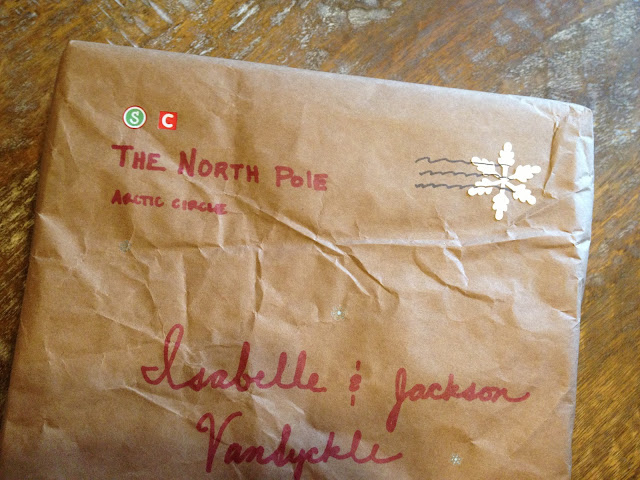 S C
THE NORTH POLE
ARCTIC CIRCLE
Isabelle & Jackson
Vandyckle